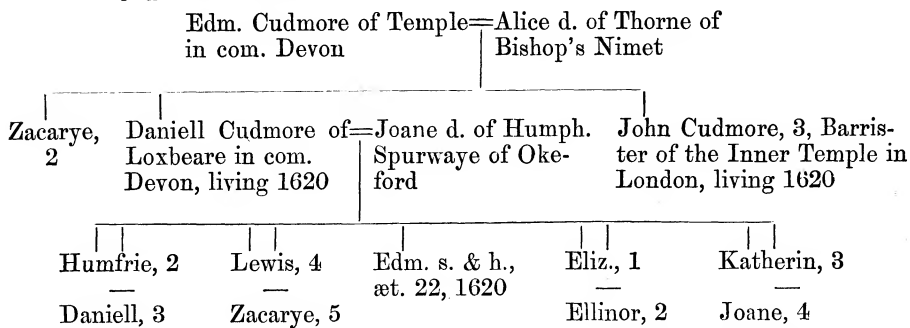 Edm. Cudmore of Temple=Alice d. of Thorne of
in com. Devon Bishop's Nimet
Zacarye, Daniell Cudmore of=Joane d. of Humph. John Cudmore, 3, Barris-
2 Loxbeare in com. Spurwaye of Oke- ter of the Inner Temple in
Devon, living 1620 ford London, living 1620
Humfrie, 2 Lewis, 4 Edm. s. & h., Eliz., 1 Katherin, 3
— — æt. 22, 1620 — —
Daniell, 3 Zacarye, 5 Ellinor, 2 Joane, 4